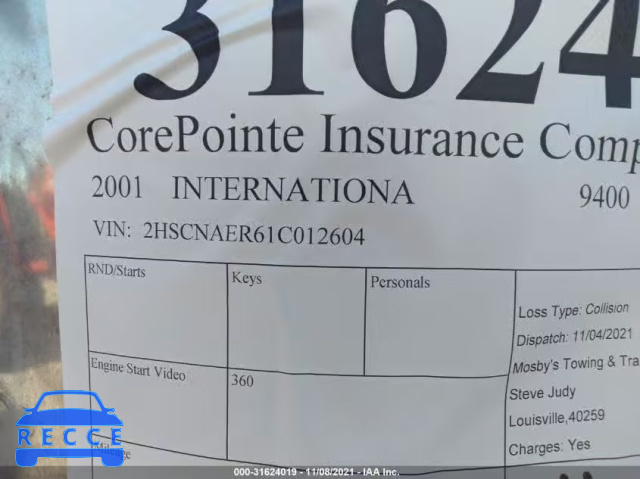 31624
CorePointe Insurance Comp
2001 INTERNATIONA 9400
VIN: 2HSCNAER61C012604
RND/Starts
Keys
Personals
Loss Type: Collision
Dispatch: 11/04/2021
Mosby's Towing & Tra
Engine Start Video
360
Steve Judy
Louisville,40259
Charges: Yes
Mileage
RECCE
000-31624019 - 11/08/2021 - IAA Inc.